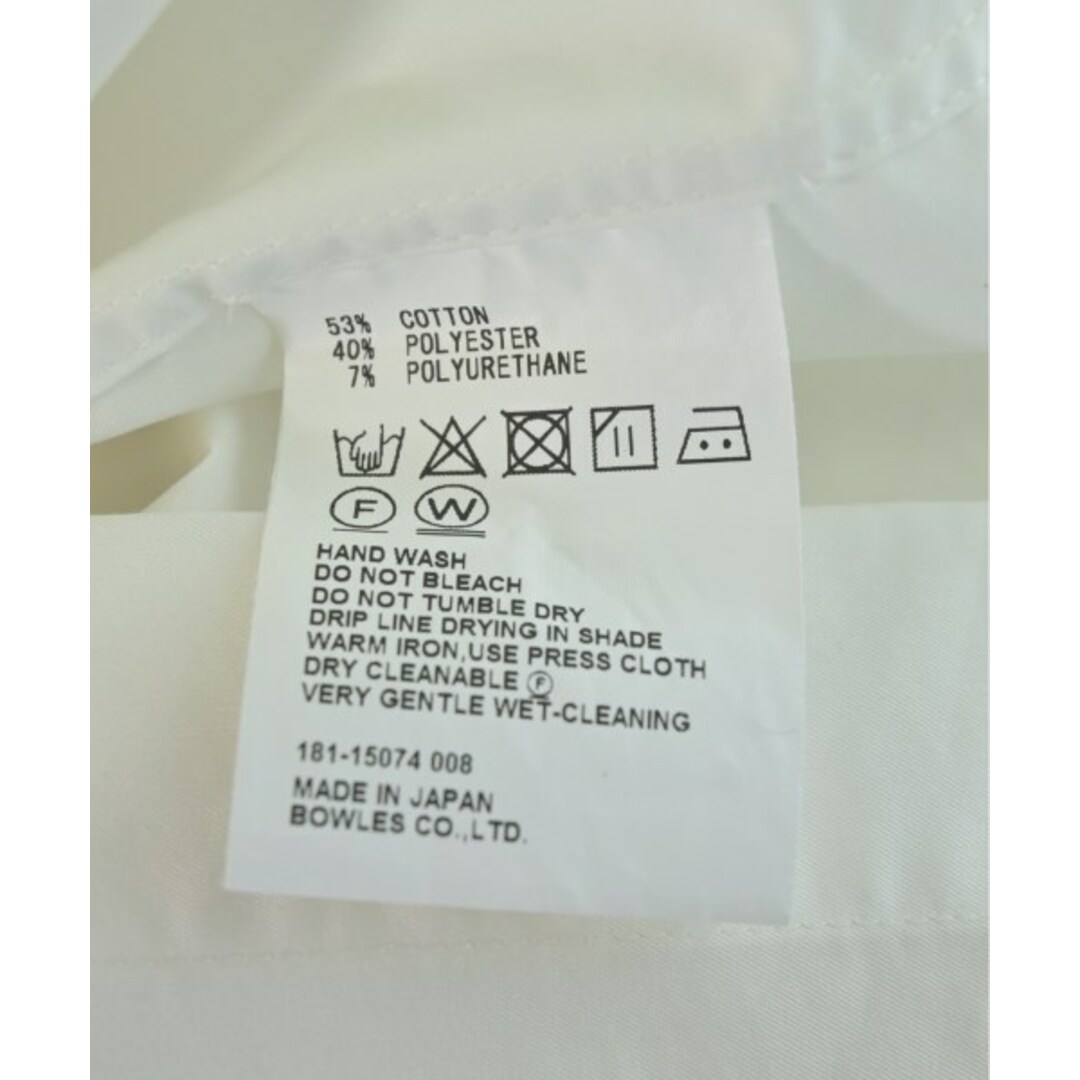 53% COTTON
40% POLYESTER
7% POLYURETHANE
F W
HAND WASH
DO NOT BLEACH
DO NOT TUMBLE DRY
DRIP LINE DRYING IN SHADE
WARM IRON,USE PRESS CLOTH
DRY CLEANABLE Ⓕ
VERY GENTLE WET-CLEANING
181-15074 008
MADE IN JAPAN
BOWLES CO.,LTD.